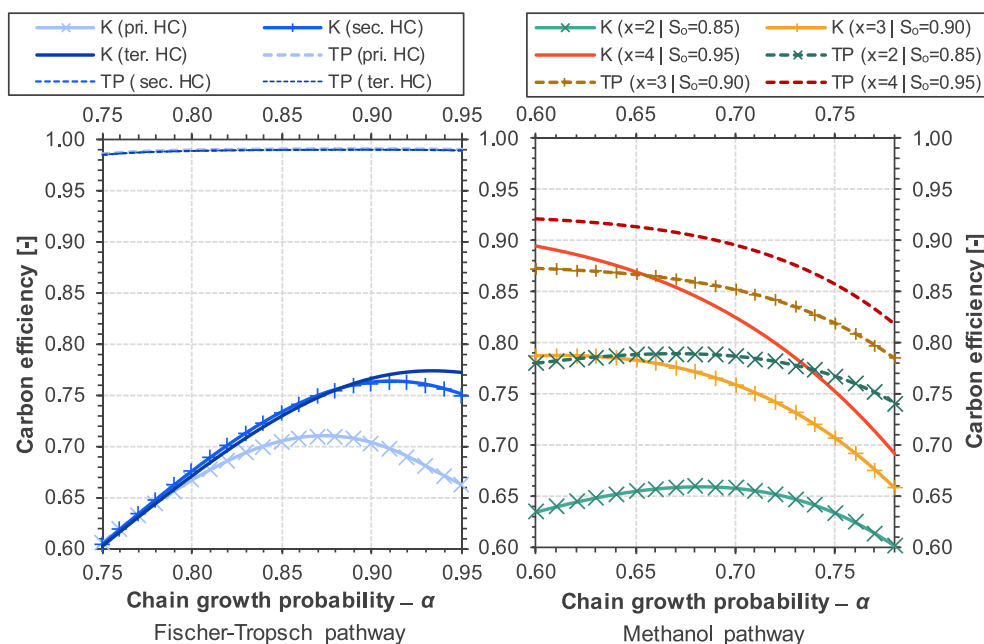 K (pri. HC) K (sec. HC)
K (ter. HC) TP (pri. HC)
TP ( sec. HC) TP ( ter. HC)
K (x=2 | Sₒ=0.85) K (x=3 | Sₒ=0.90)
K (x=4 | Sₒ=0.95) TP (x=2 | Sₒ=0.85)
TP (x=3 | Sₒ=0.90) TP (x=4 | Sₒ=0.95)
0.75 0.80 0.85 0.90 0.95
1.00
0.95
0.90
0.85
0.80
0.75
0.70
0.65
0.60
Carbon efficiency [-]
0.75 0.80 0.85 0.90 0.95
Chain growth probability – α
Fischer-Tropsch pathway
0.60 0.65 0.70 0.75
1.00 1.00
0.95 0.95
0.90 0.90
0.85 0.85
0.80 0.80
0.75 0.75
0.70 0.70
0.65 0.65
0.60 0.60
Carbon efficiency [-]
0.60 0.65 0.70 0.75
Chain growth probability – α
Methanol pathway